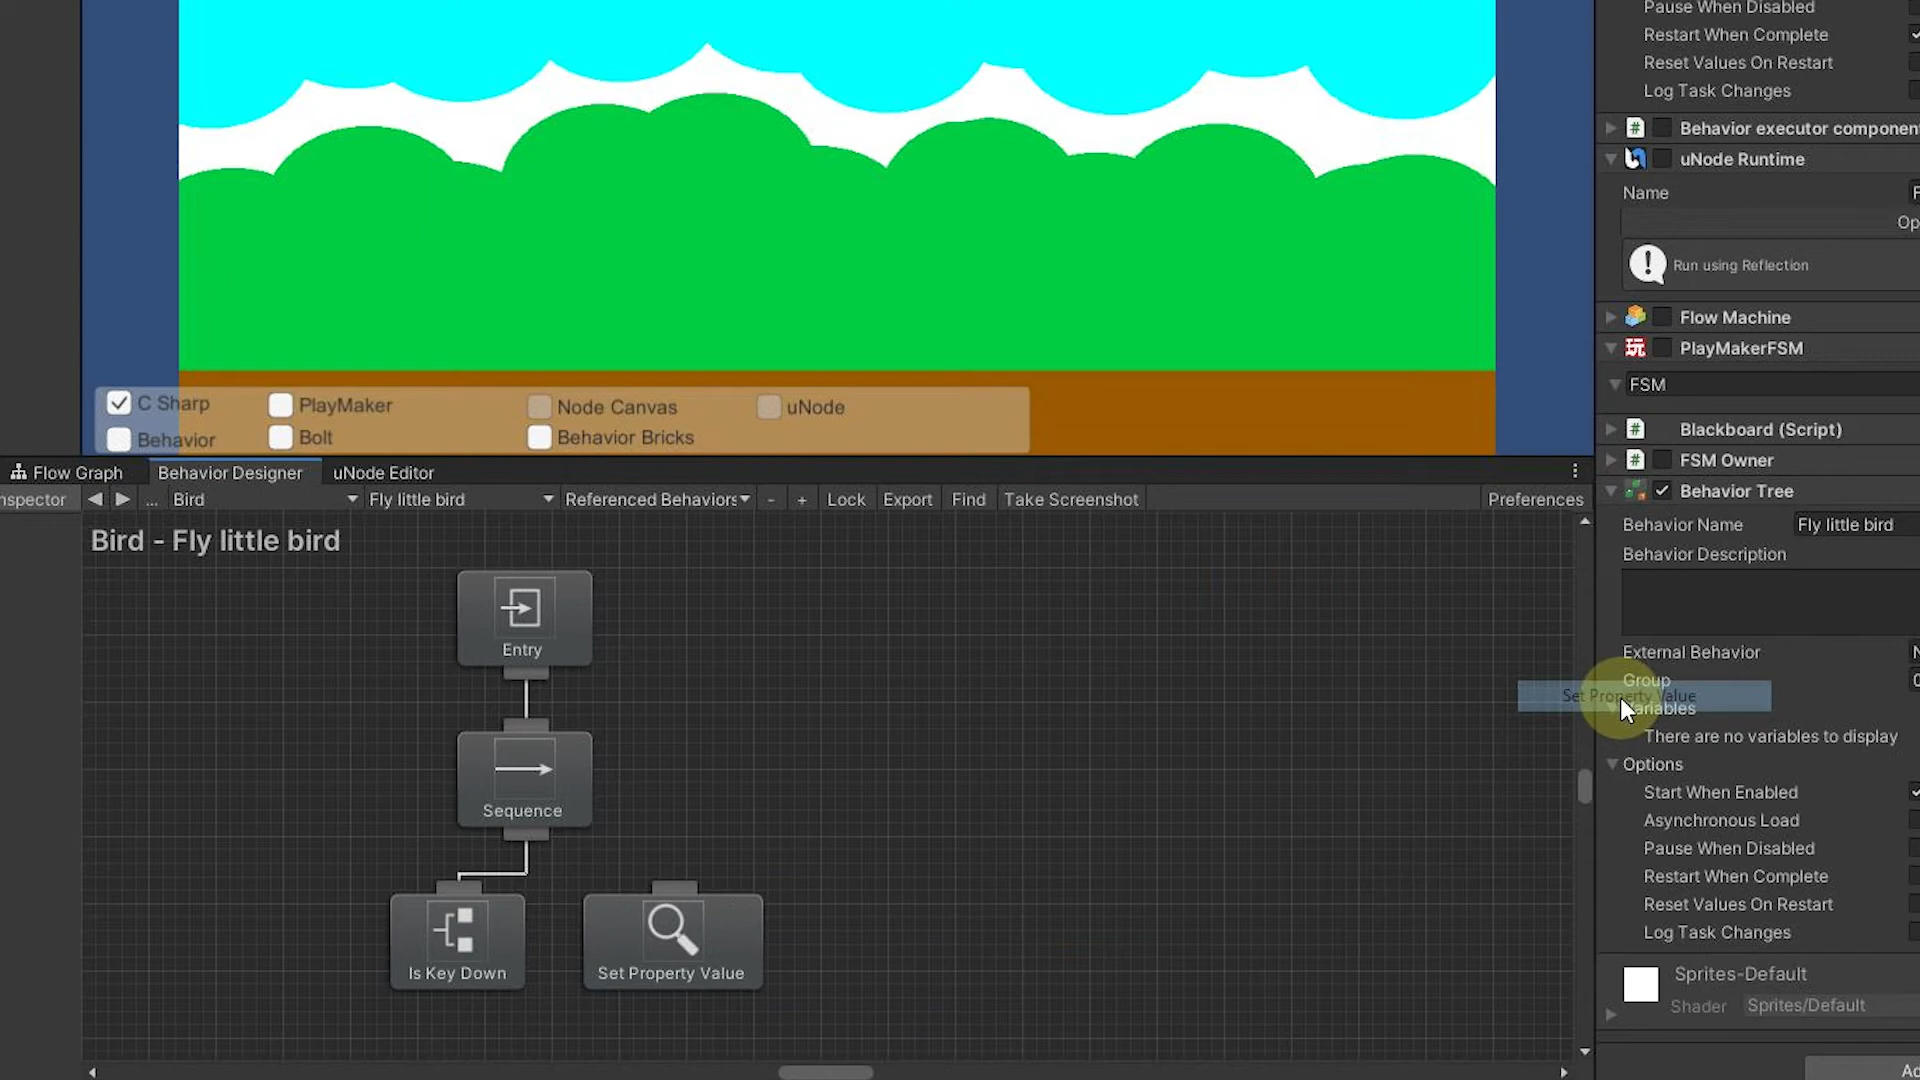 Pause When Disabled
Restart When Complete
Reset Values On Restart
Log Task Changes
Behavior executor componen
uNode Runtime
Name
F
Op
Run using Reflection
Flow Machine
玩 PlayMakerFSM
FSM
Blackboard (Script)
FSM Owner
Behavior Tree
Behavior Name Fly little bird
Behavior Description
External Behavior N
Group 0
Set Property Value
Variables
There are no variables to display
Options
Start When Enabled
Asynchronous Load
Pause When Disabled
Restart When Complete
Reset Values On Restart
Log Task Changes
Sprites-Default
Shader Sprites/Default
Ad
C Sharp PlayMaker Node Canvas uNode
Behavior Bolt Behavior Bricks
Flow Graph Behavior Designer uNode Editor
nspector ... Bird Fly little bird Referenced Behaviors - + Lock Export Find Take Screenshot Preferences
Bird - Fly little bird
Entry
Sequence
Is Key Down Set Property Value